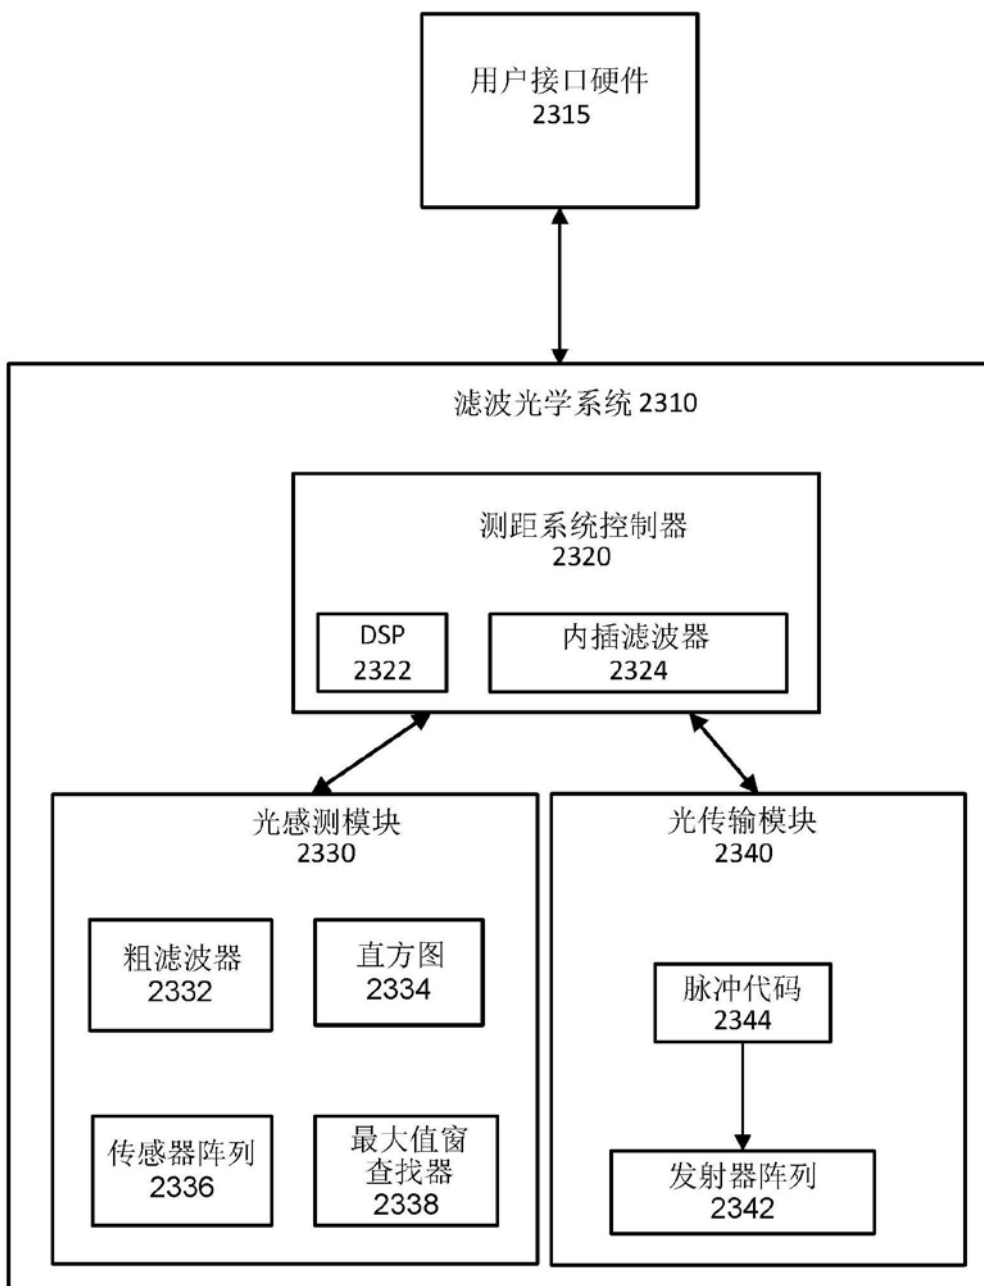 用户接口硬件
2315
滤波光学系统 2310
测距系统控制器
2320
DSP
2322
内插滤波器
2324
光感测模块
2330
粗滤波器
2332
直方图
2334
传感器阵列
2336
最大值窗
查找器
2338
光传输模块
2340
脉冲代码
2344
发射器阵列
2342